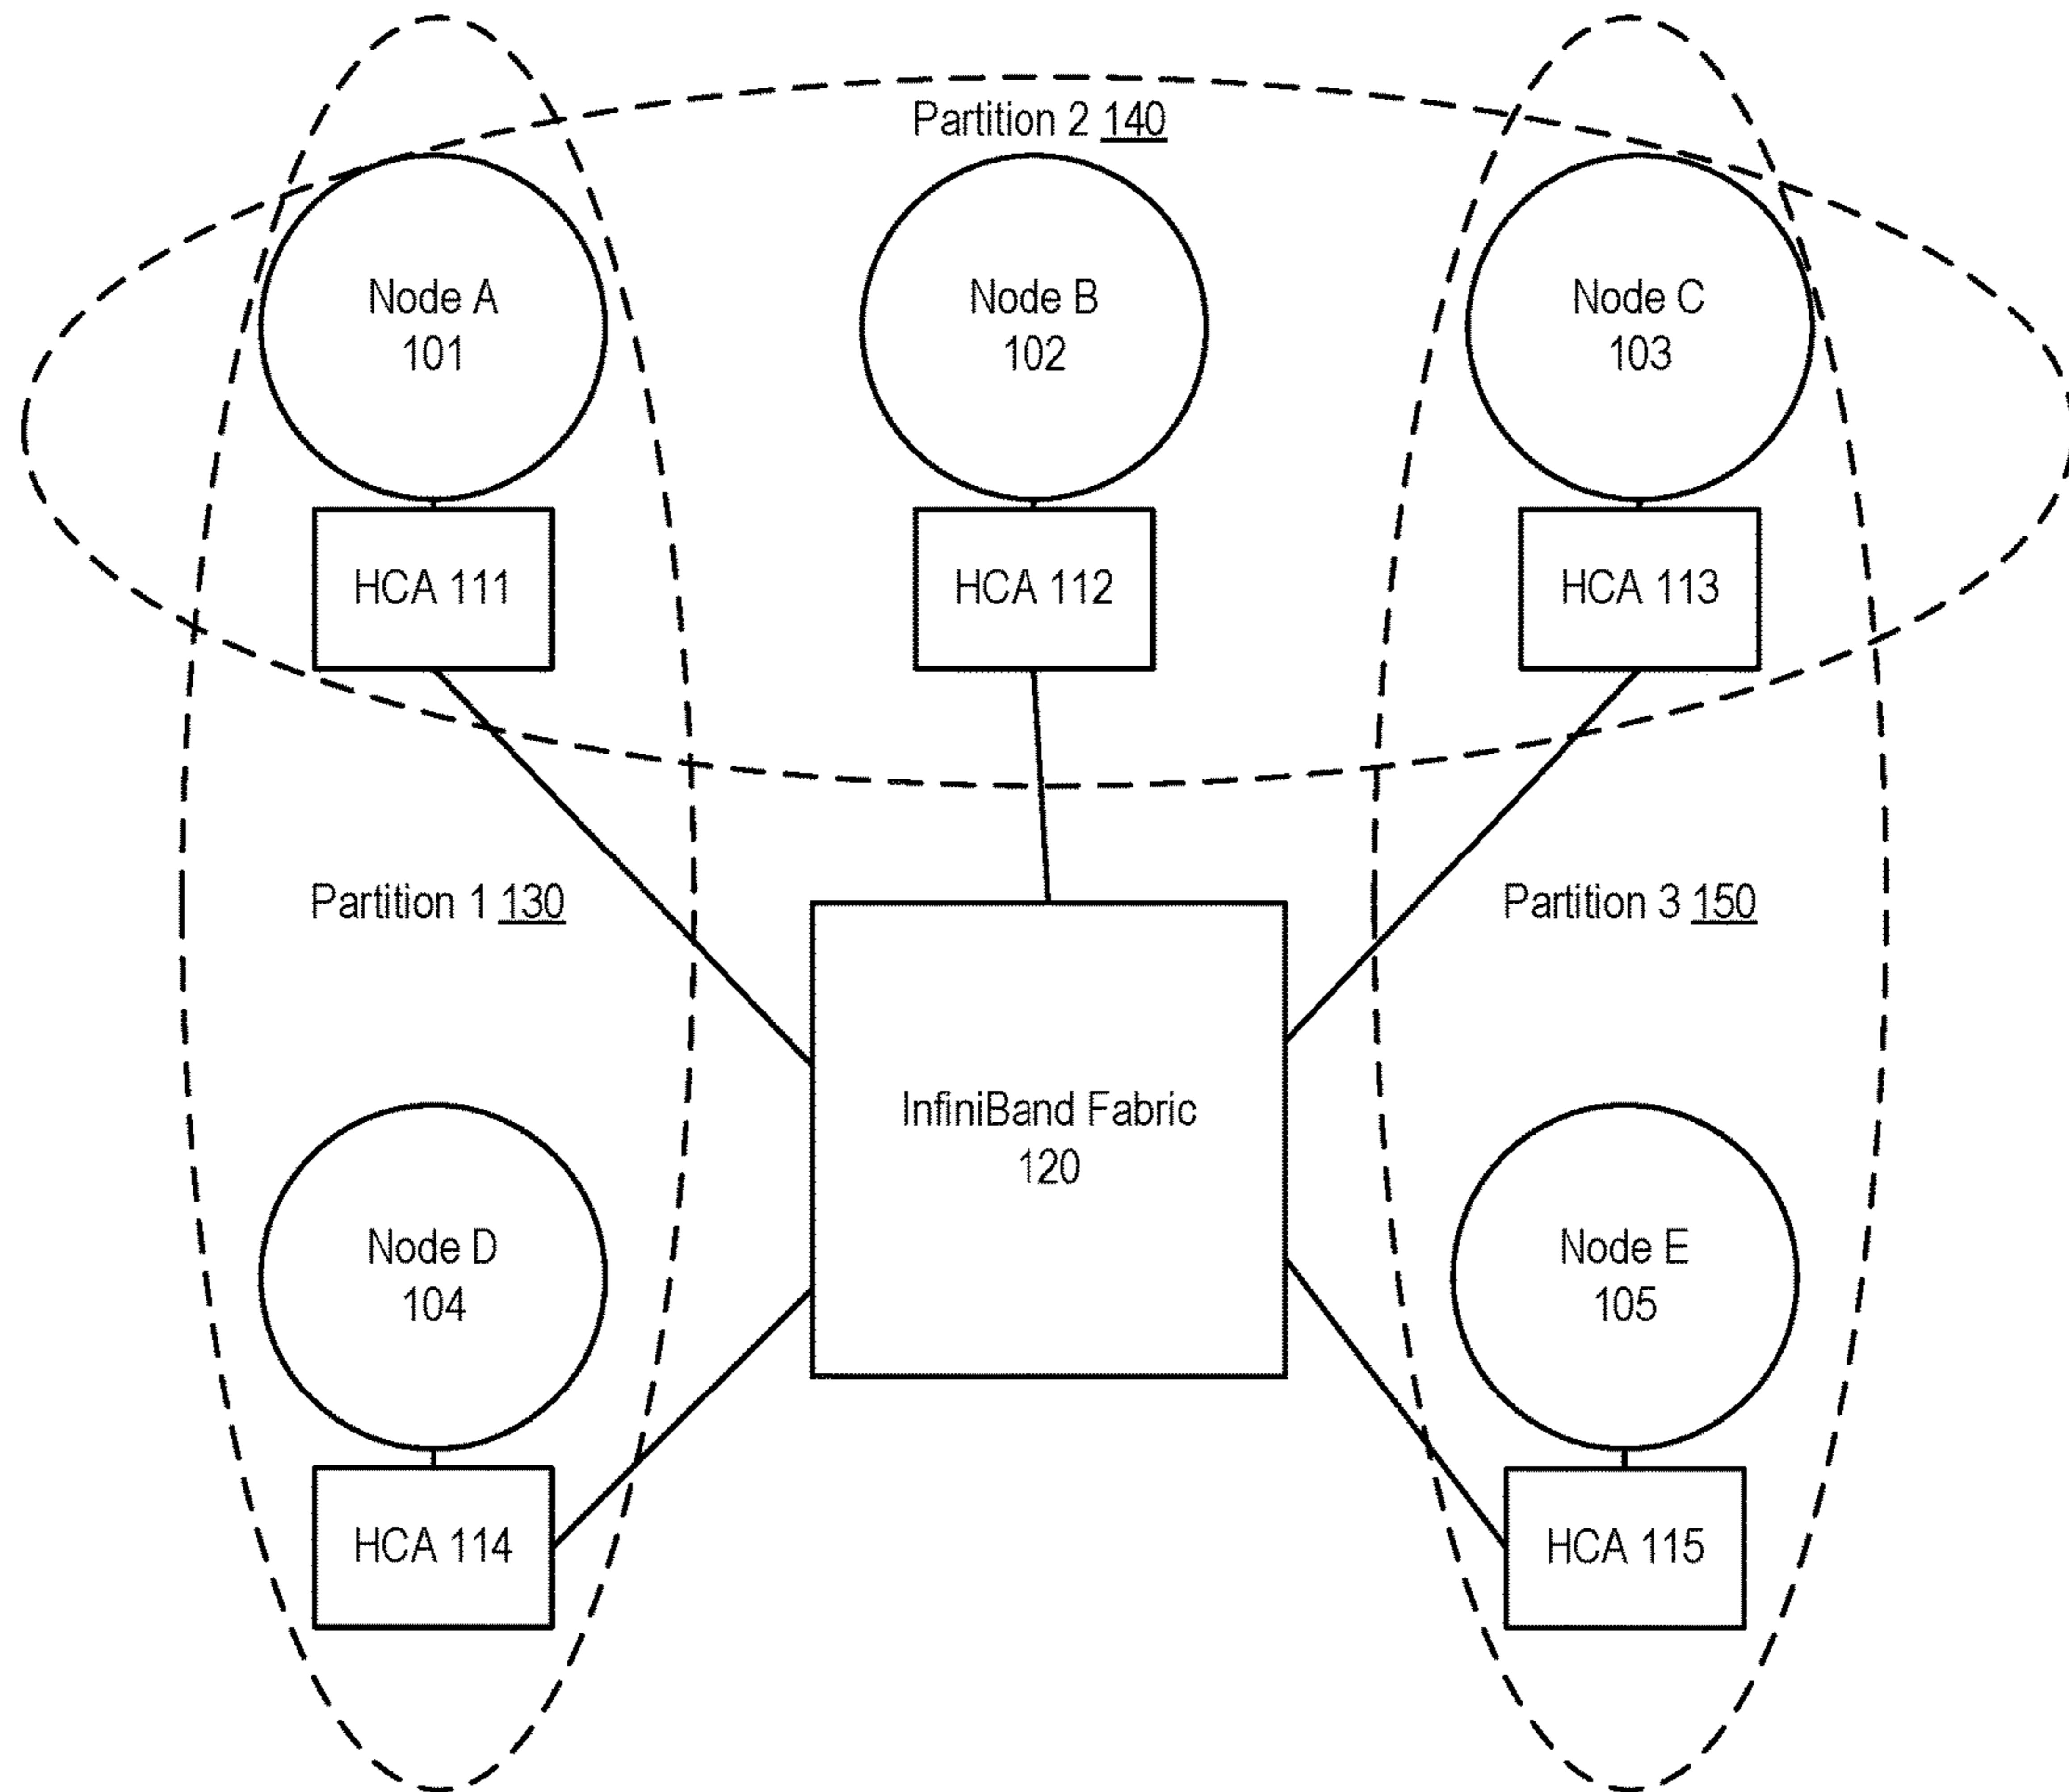 Partition 2 140
Node A
101
Node B
102
Node C
103
HCA 111
HCA 112
HCA 113
Partition 1 130
Partition 3 150
InfiniBand Fabric
120
Node D
104
Node E
105
HCA 114
HCA 115